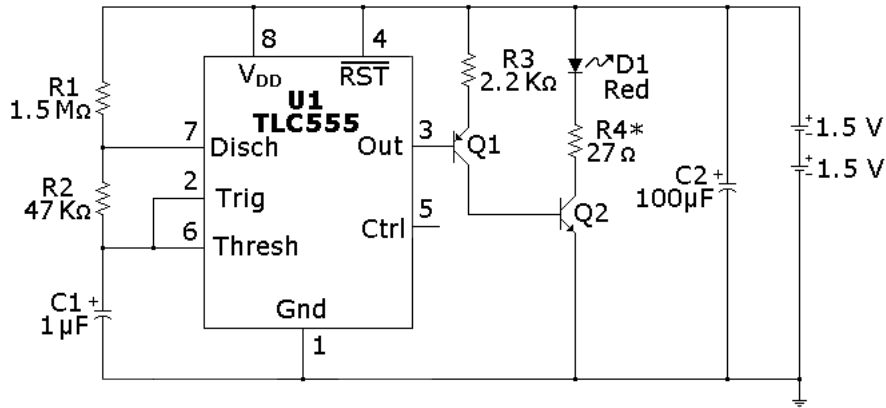 8
4
V_DD
RST
R1
1.5 MΩ
U1
TLC555
R3
2.2 KΩ
D1
Red
7
Disch
Out
3
Q1
R4*
27 Ω
+
-
1.5 V
+
-
1.5 V
R2
47 KΩ
2
Trig
6
Thresh
5
Ctrl
Q2
C2
+
100µF
C1
+
1 µF
Gnd
1